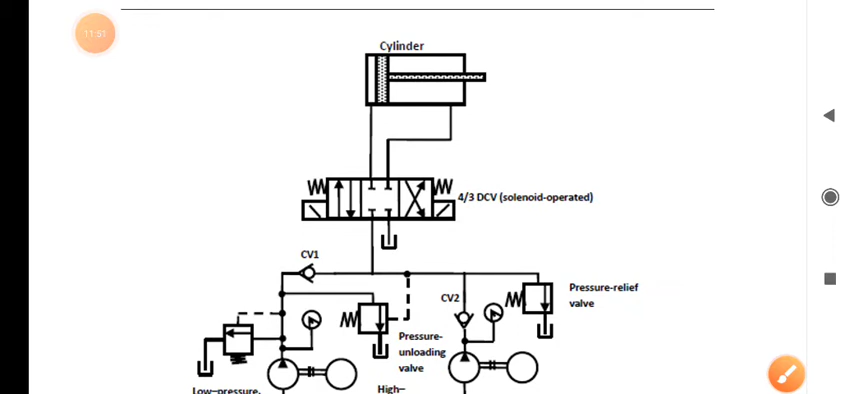 11:51
Cylinder
4/3 DCV (solenoid-operated)
CV1
Pressure-relief
valve
CV2
Pressure-
unloading
valve
Low-pressure,
High-